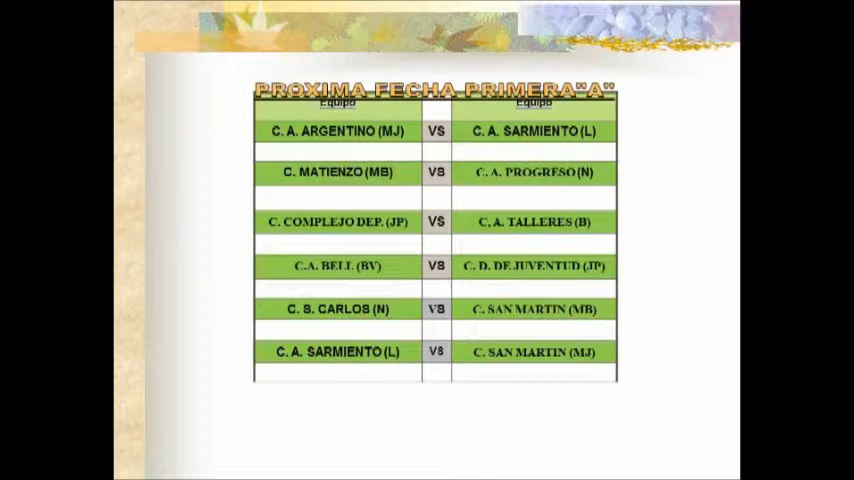 PROXIMA FECHA PRIMERA"A"
Equipo Equipo
C. A. ARGENTINO (MJ) VS C. A. SARMIENTO (L)
C. MATIENZO (MB) VS C. A. PROGRESO (N)
C. COMPLEJO DEP. (JP) VS C, A. TALLERES (B)
C.A. BELL (BV) VS C. D. DE JUVENTUD (JP)
C. S. CARLOS (N) VS C. SAN MARTIN (MB)
C. A. SARMIENTO (L) VS C. SAN MARTIN (MJ)